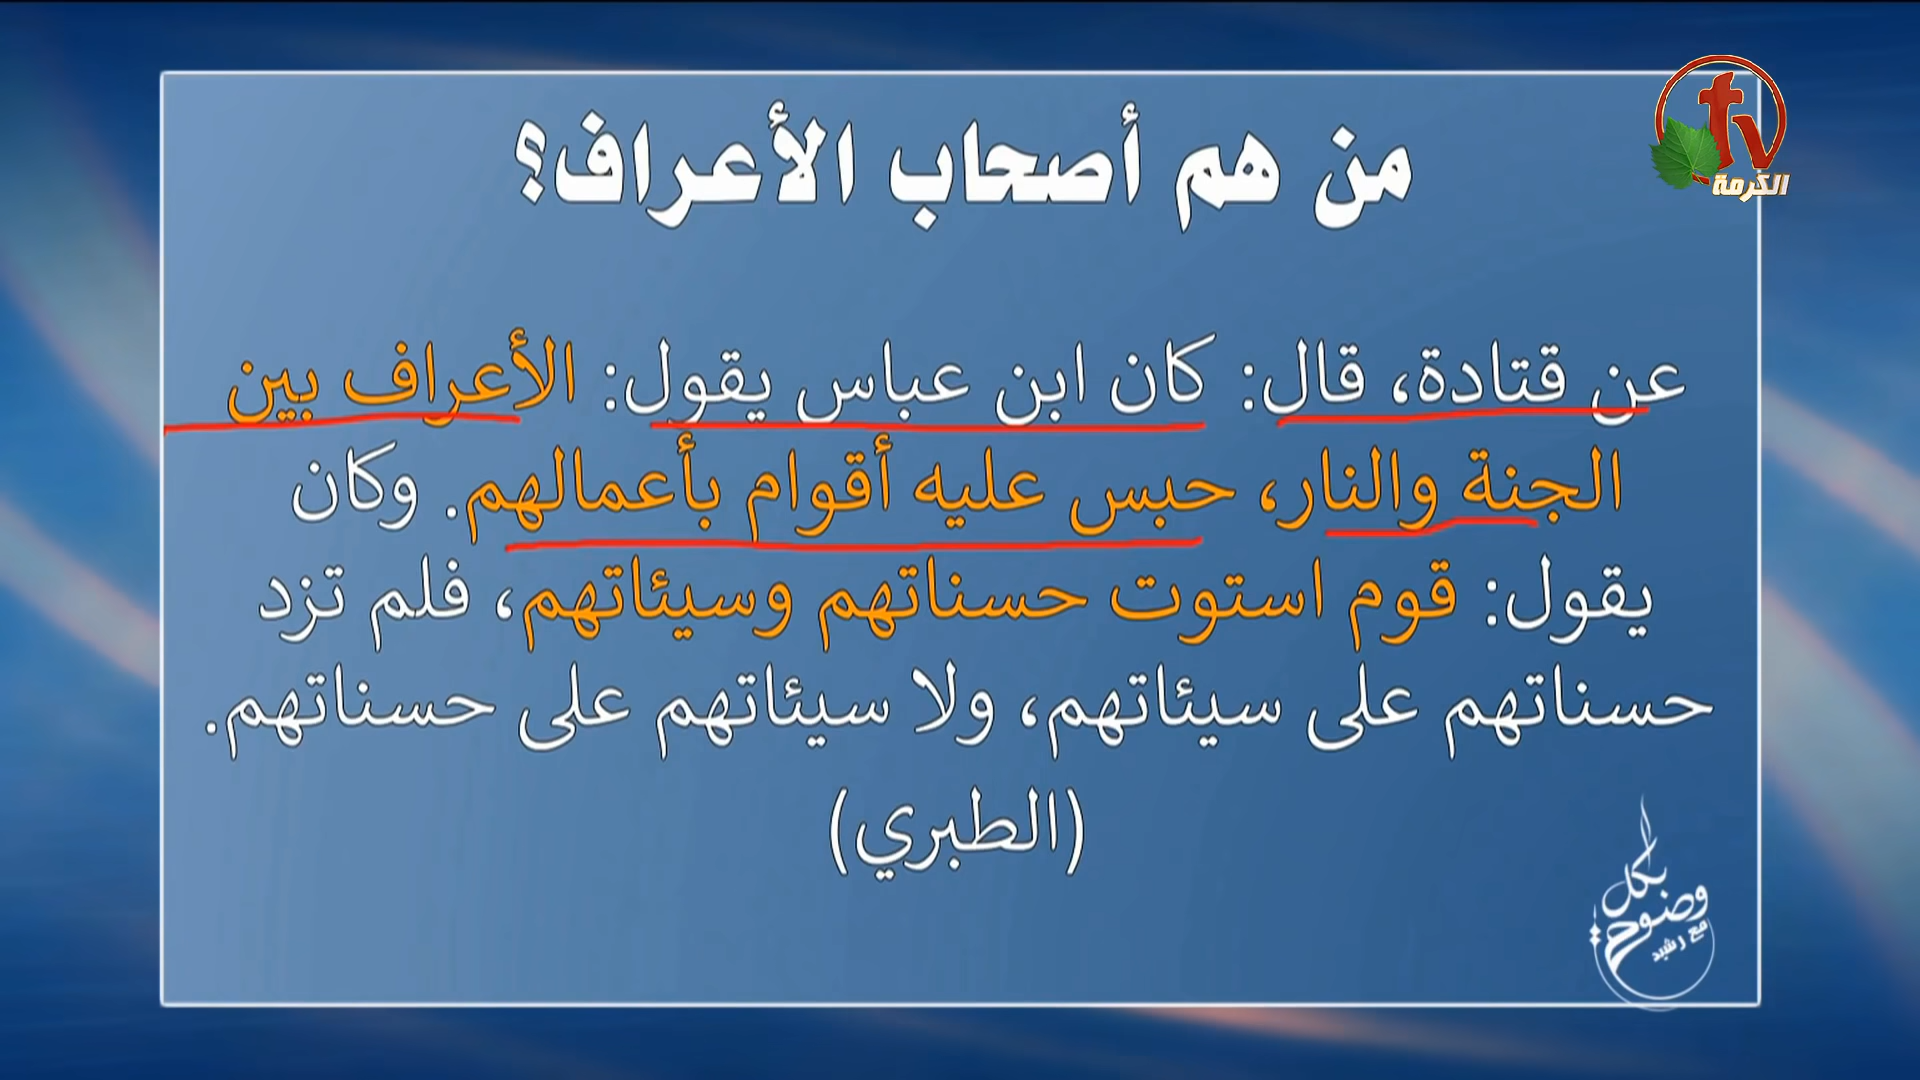 tv
الكرمة
من هم أصحاب الأعراف؟
عن قتادة، قال: كان ابن عباس يقول: الأعراف بين
الجنة والنار، حبس عليه أقوام بأعمالهم. وكان
يقول: قوم استوت حسناتهم وسيئاتهم، فلم تزد
حسناتهم على سيئاتهم، ولا سيئاتهم على حسناتهم.
(الطبري)
بكل
وضوح
مع رشيد